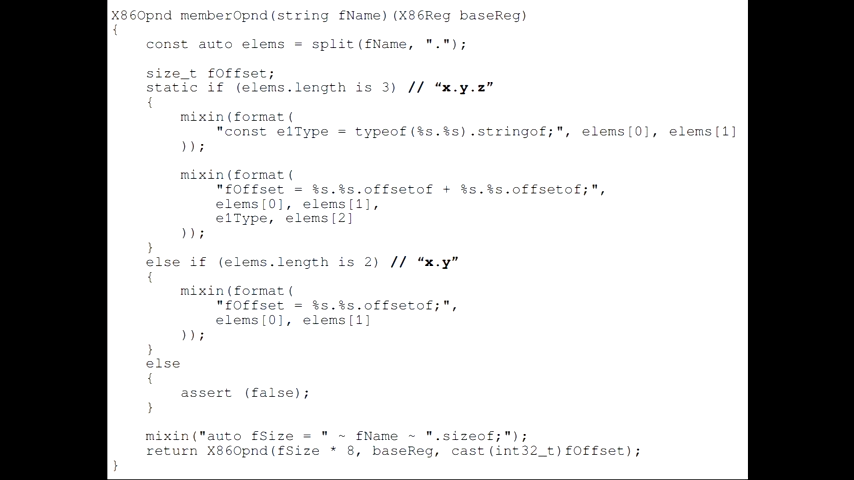 X86Opnd memberOpnd(string fName)(X86Reg baseReg)
{
    const auto elems = split(fName, ".");

    size_t fOffset;
    static if (elems.length is 3) // “x.y.z”
    {
        mixin(format(
            "const e1Type = typeof(%s.%s).stringof;", elems[0], elems[1]
        ));

        mixin(format(
            "fOffset = %s.%s.offsetof + %s.%s.offsetof;",
            elems[0], elems[1],
            e1Type, elems[2]
        ));
    }
    else if (elems.length is 2) // “x.y”
    {
        mixin(format(
            "fOffset = %s.%s.offsetof;",
            elems[0], elems[1]
        ));
    }
    else
    {
        assert (false);
    }

    mixin("auto fSize = " ~ fName ~ ".sizeof;");
    return X86Opnd(fSize * 8, baseReg, cast(int32_t)fOffset);
}